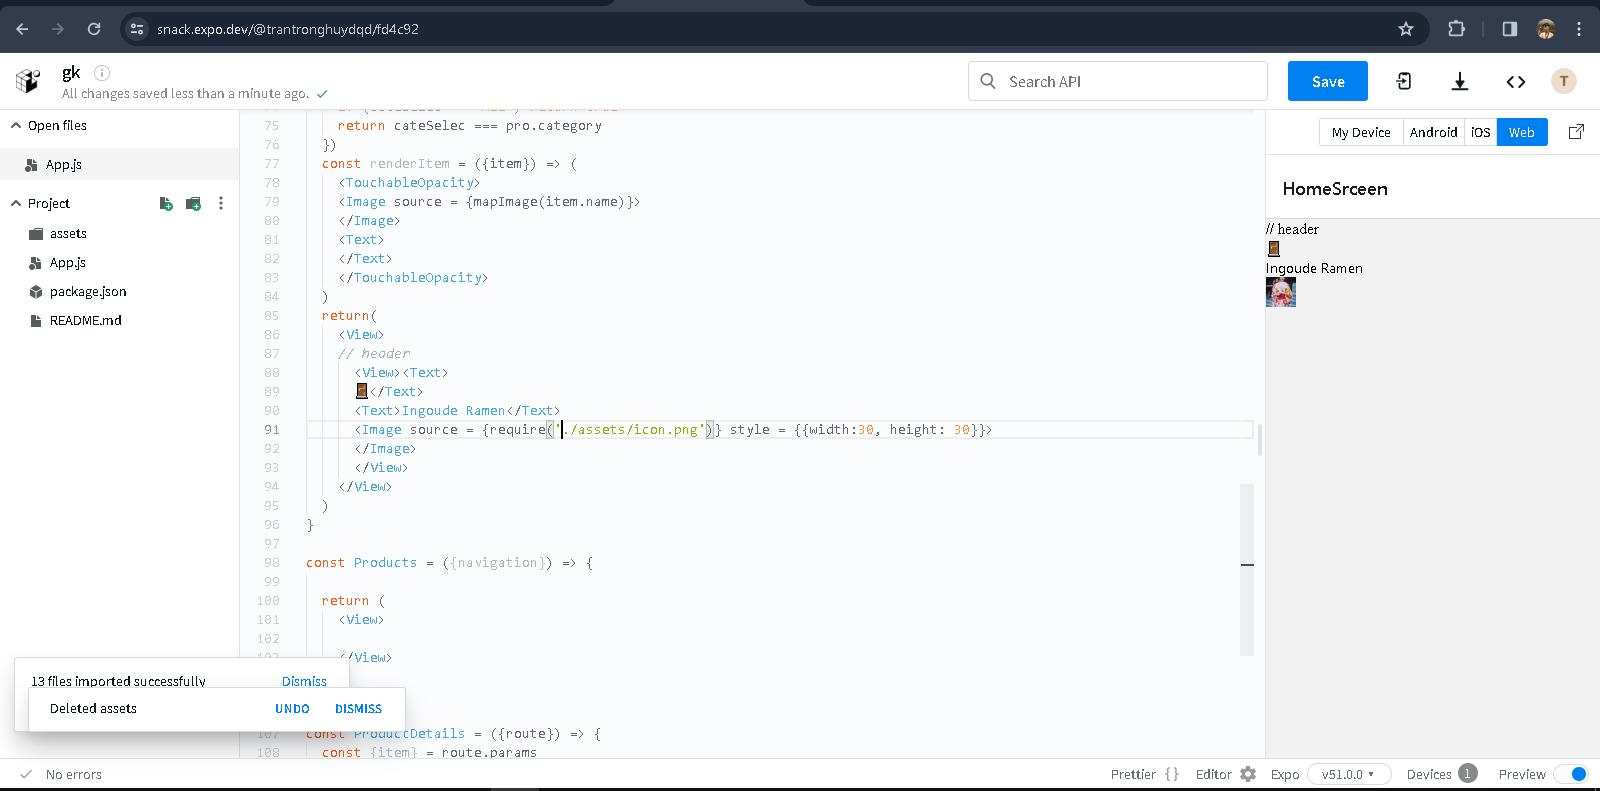 snack.expo.dev/@trantronghuydqd/fd4c92
gk
All changes saved less than a minute ago.
Search API
Save
T
Open files
App.js
Project
assets
App.js
package.json
README.md
75 return cateSelec === pro.category
76 })
77 const renderItem = ({item}) => (
78 <TouchableOpacity>
79 <Image source = {mapImage(item.name)}>
80 </Image>
81 <Text>
82 </Text>
83 </TouchableOpacity>
84 )
85 return(
86 <View>
87 // header
88 <View><Text>
89 🚪</Text>
90 <Text>Ingoude Ramen</Text>
91 <Image source = {require('./assets/icon.png')} style = {{width:30, height: 30}}>
92 </Image>
93 </View>
94 </View>
95 )
96 }
97
98 const Products = ({navigation}) => {
99
100 return (
101 <View>
102
103 </View>
107 const ProductDetails = ({route}) => {
108 const {item} = route.params
My Device Android iOS Web
HomeSrceen
// header
🚪
Ingoude Ramen
13 files imported successfully Dismiss
Deleted assets UNDO DISMISS
No errors
Prettier {} Editor Expo v51.0.0 Devices 1 Preview